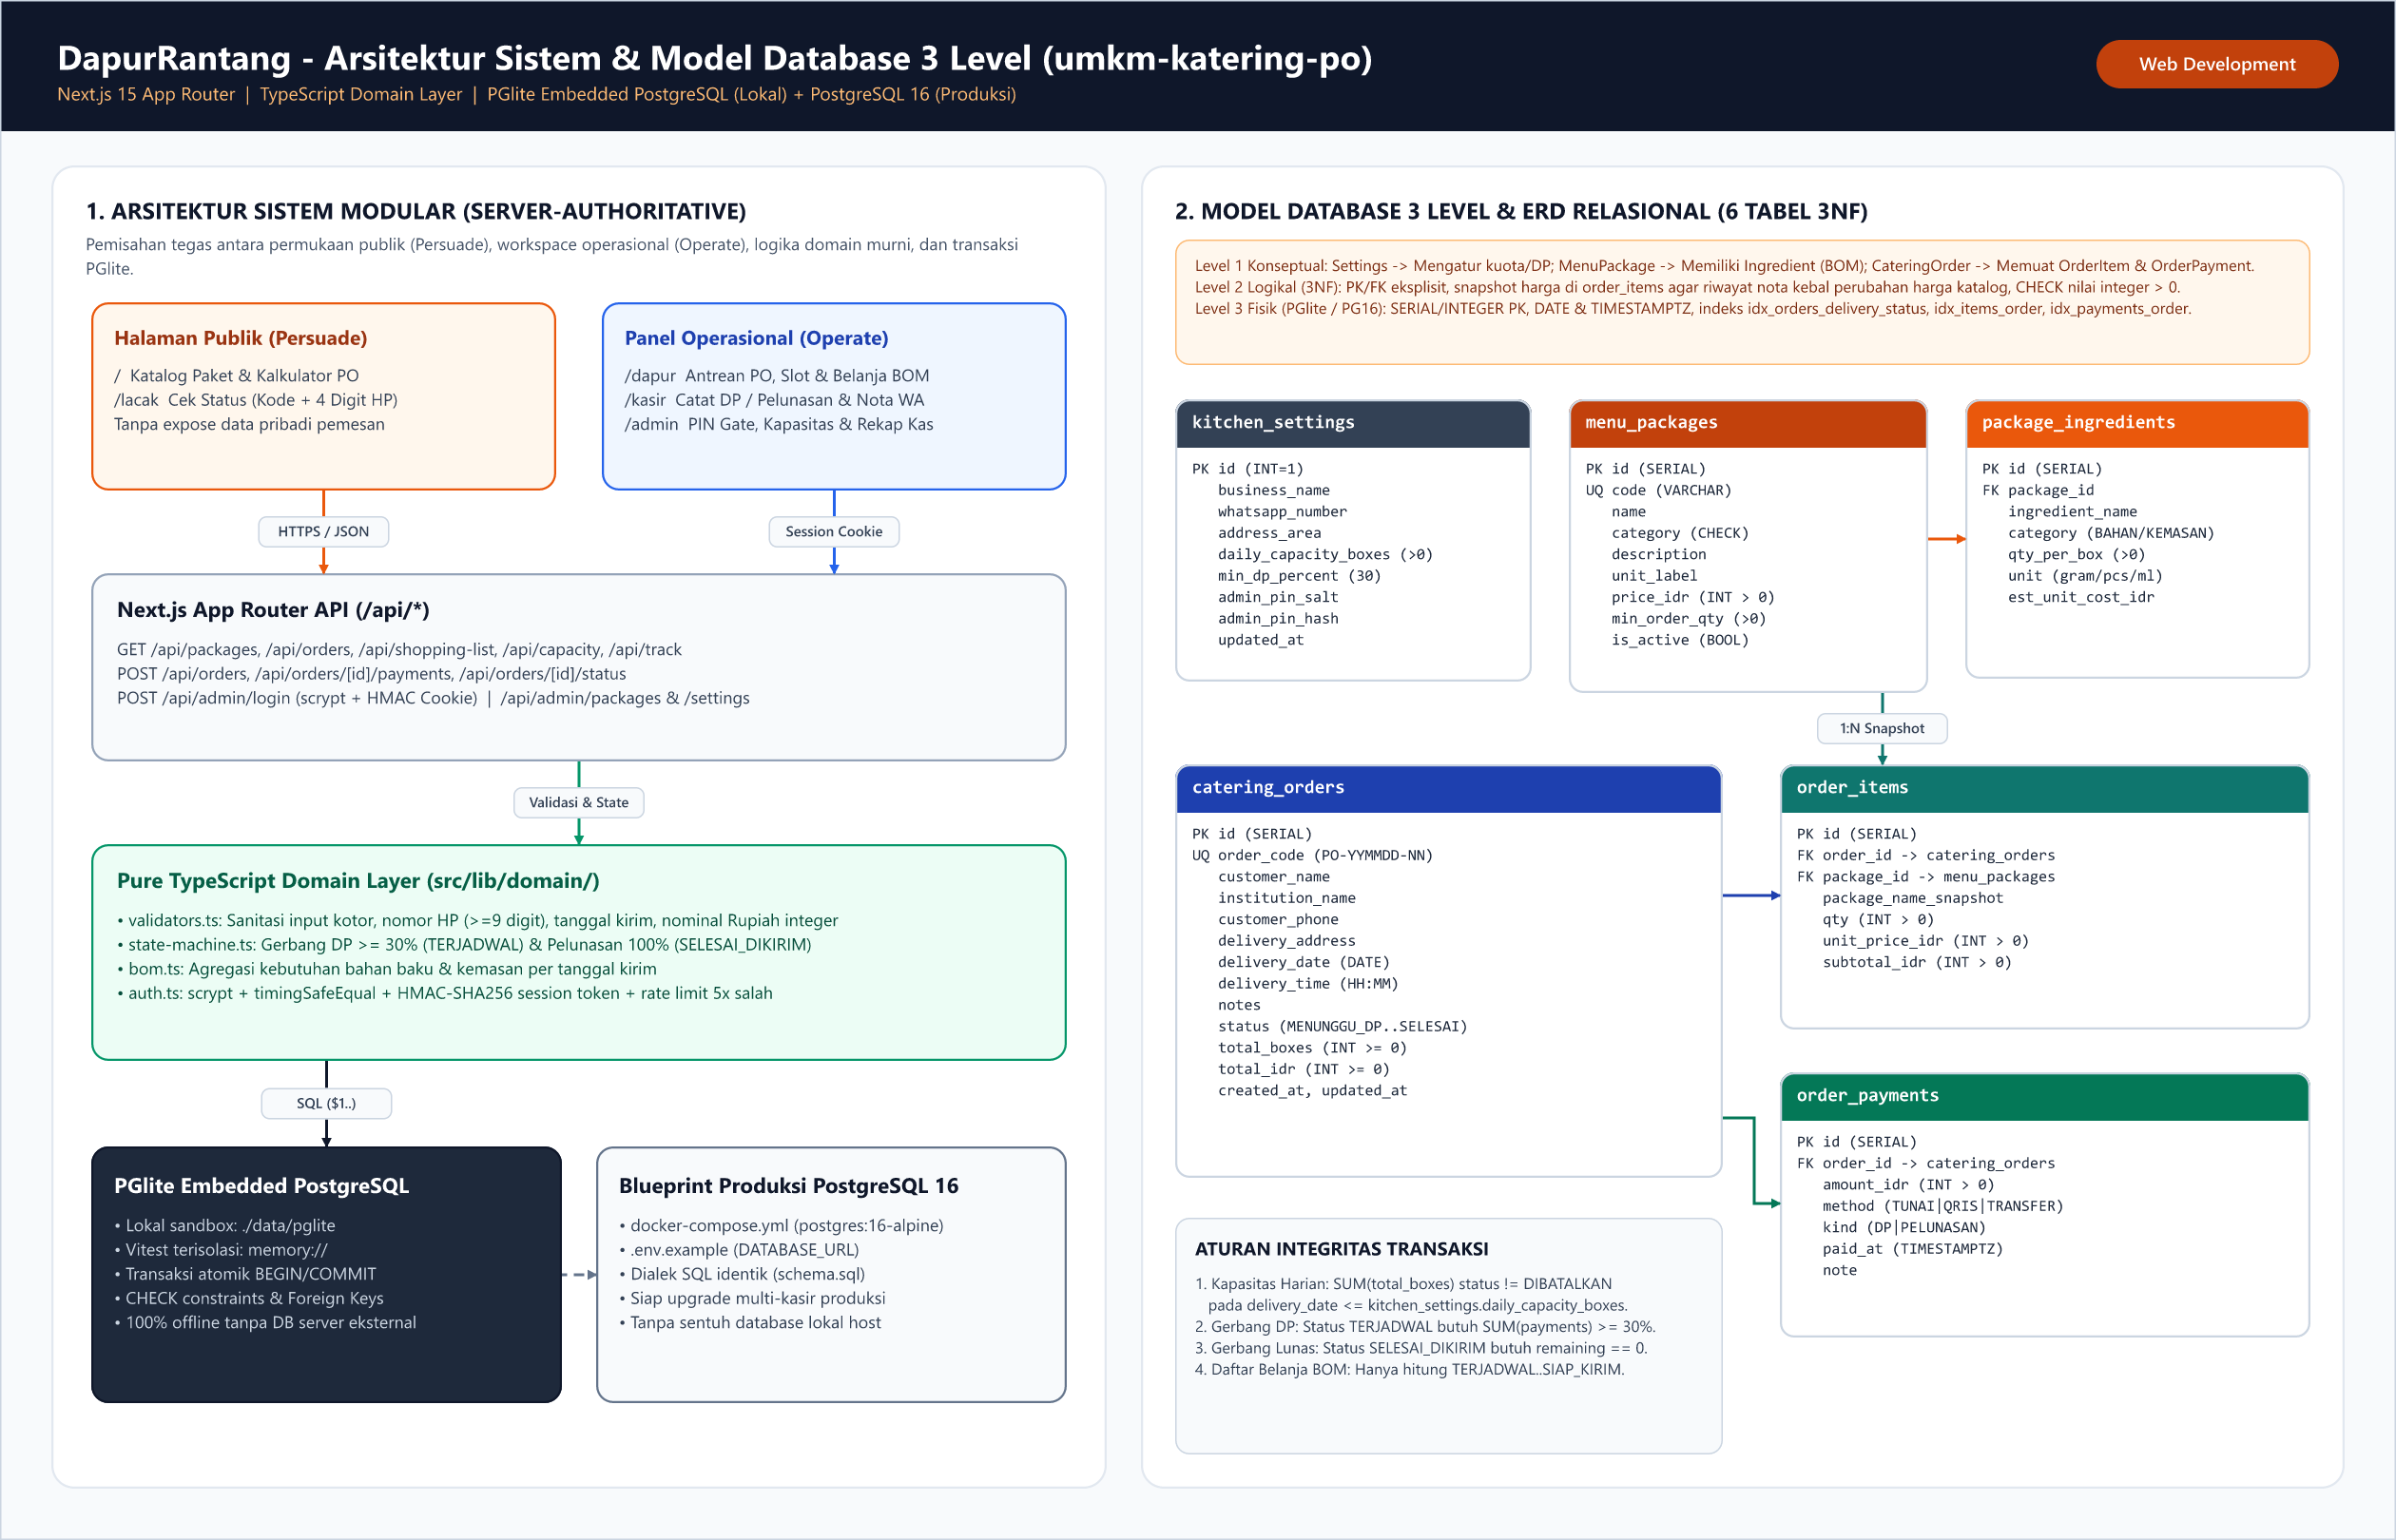 DapurRantang - Arsitektur Sistem & Model Database 3 Level (umkm-katering-po)
Next.js 15 App Router | TypeScript Domain Layer | PGlite Embedded PostgreSQL (Lokal) + PostgreSQL 16 (Produksi)
Web Development
1. ARSITEKTUR SISTEM MODULAR (SERVER-AUTHORITATIVE)
Pemisahan tegas antara permukaan publik (Persuade), workspace operasional (Operate), logika domain murni, dan transaksi
PGlite.
Halaman Publik (Persuade)
/ Katalog Paket & Kalkulator PO
/lacak Cek Status (Kode + 4 Digit HP)
Tanpa expose data pribadi pemesan
Panel Operasional (Operate)
/dapur Antrean PO, Slot & Belanja BOM
/kasir Catat DP / Pelunasan & Nota WA
/admin PIN Gate, Kapasitas & Rekap Kas
HTTPS / JSON
Session Cookie
Next.js App Router API (/api/*)
GET /api/packages, /api/orders, /api/shopping-list, /api/capacity, /api/track
POST /api/orders, /api/orders/[id]/payments, /api/orders/[id]/status
POST /api/admin/login (scrypt + HMAC Cookie) | /api/admin/packages & /settings
Validasi & State
Pure TypeScript Domain Layer (src/lib/domain/)
• validators.ts: Sanitasi input kotor, nomor HP (>=9 digit), tanggal kirim, nominal Rupiah integer
• state-machine.ts: Gerbang DP >= 30% (TERJADWAL) & Pelunasan 100% (SELESAI_DIKIRIM)
• bom.ts: Agregasi kebutuhan bahan baku & kemasan per tanggal kirim
• auth.ts: scrypt + timingSafeEqual + HMAC-SHA256 session token + rate limit 5x salah
SQL ($1..)
PGlite Embedded PostgreSQL
• Lokal sandbox: ./data/pglite
• Vitest terisolasi: memory://
• Transaksi atomik BEGIN/COMMIT
• CHECK constraints & Foreign Keys
• 100% offline tanpa DB server eksternal
Blueprint Produksi PostgreSQL 16
• docker-compose.yml (postgres:16-alpine)
• .env.example (DATABASE_URL)
• Dialek SQL identik (schema.sql)
• Siap upgrade multi-kasir produksi
• Tanpa sentuh database lokal host
2. MODEL DATABASE 3 LEVEL & ERD RELASIONAL (6 TABEL 3NF)
Level 1 Konseptual: Settings -> Mengatur kuota/DP; MenuPackage -> Memiliki Ingredient (BOM); CateringOrder -> Memuat OrderItem & OrderPayment.
Level 2 Logikal (3NF): PK/FK eksplisit, snapshot harga di order_items agar riwayat nota kebal perubahan harga katalog, CHECK nilai integer > 0.
Level 3 Fisik (PGlite / PG16): SERIAL/INTEGER PK, DATE & TIMESTAMPTZ, indeks idx_orders_delivery_status, idx_items_order, idx_payments_order.
kitchen_settings
PK id (INT=1)
business_name
whatsapp_number
address_area
daily_capacity_boxes (>0)
min_dp_percent (30)
admin_pin_salt
admin_pin_hash
updated_at
menu_packages
PK id (SERIAL)
UQ code (VARCHAR)
name
category (CHECK)
description
unit_label
price_idr (INT > 0)
min_order_qty (>0)
is_active (BOOL)
package_ingredients
PK id (SERIAL)
FK package_id
ingredient_name
category (BAHAN/KEMASAN)
qty_per_box (>0)
unit (gram/pcs/ml)
est_unit_cost_idr
1:N Snapshot
catering_orders
PK id (SERIAL)
UQ order_code (PO-YYMMDD-NN)
customer_name
institution_name
customer_phone
delivery_address
delivery_date (DATE)
delivery_time (HH:MM)
notes
status (MENUNGGU_DP..SELESAI)
total_boxes (INT >= 0)
total_idr (INT >= 0)
created_at, updated_at
order_items
PK id (SERIAL)
FK order_id -> catering_orders
FK package_id -> menu_packages
package_name_snapshot
qty (INT > 0)
unit_price_idr (INT > 0)
subtotal_idr (INT > 0)
order_payments
PK id (SERIAL)
FK order_id -> catering_orders
amount_idr (INT > 0)
method (TUNAI|QRIS|TRANSFER)
kind (DP|PELUNASAN)
paid_at (TIMESTAMPTZ)
note
ATURAN INTEGRITAS TRANSAKSI
1. Kapasitas Harian: SUM(total_boxes) status != DIBATALKAN
pada delivery_date <= kitchen_settings.daily_capacity_boxes.
2. Gerbang DP: Status TERJADWAL butuh SUM(payments) >= 30%.
3. Gerbang Lunas: Status SELESAI_DIKIRIM butuh remaining == 0.
4. Daftar Belanja BOM: Hanya hitung TERJADWAL..SIAP_KIRIM.